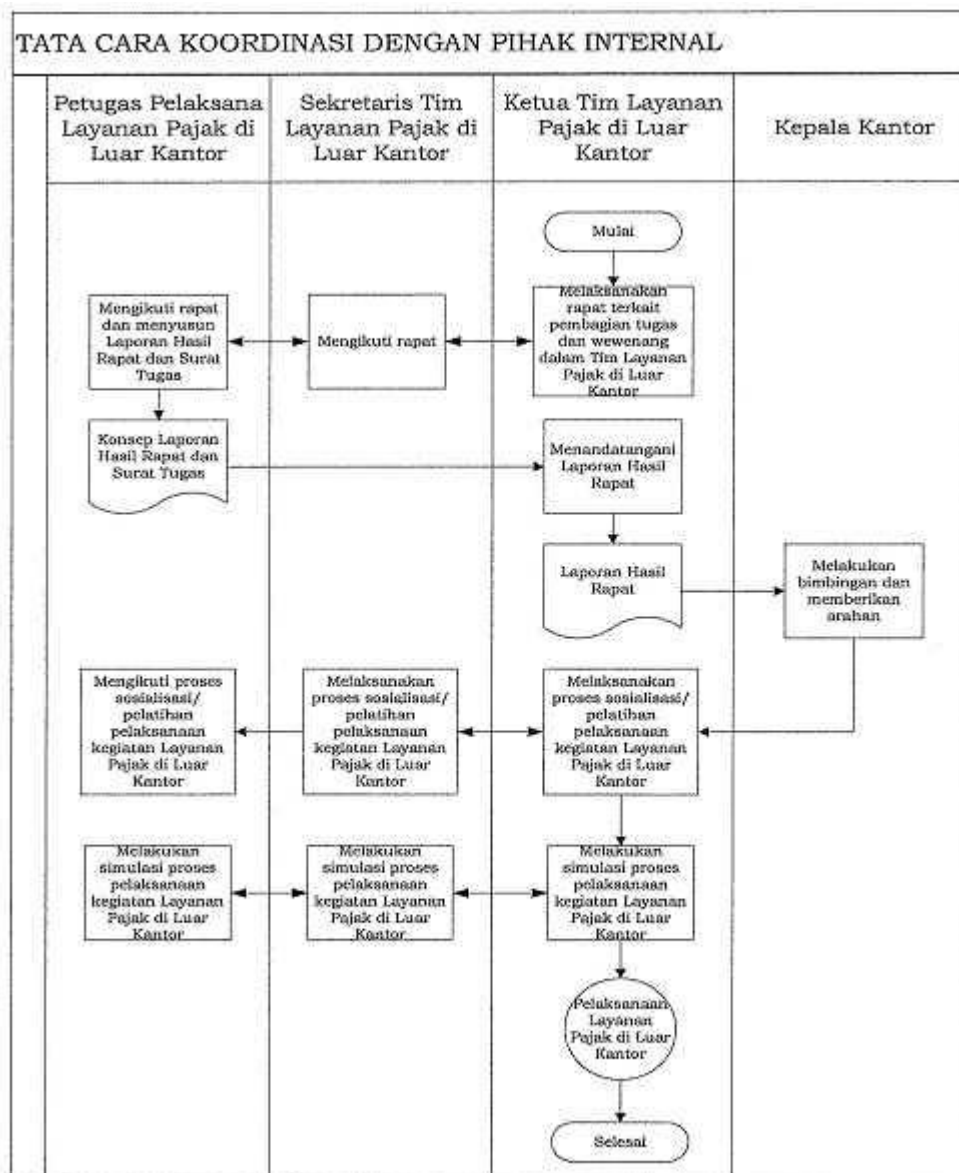 TATA CARA KOORDINASI DENGAN PIHAK INTERNAL
Petugas Pelaksana
Layanan Pajak di
Luar Kantor
Sekretaris Tim
Layanan Pajak di
Luar Kantor
Ketua Tim Layanan
Pajak di Luar
Kantor
Kepala Kantor
Mulai
Mengikuti rapat
dan menyusun
Laporan Hasil
Rapat dan Surat
Tugas
Mengikuti rapat
Melaksanakan
rapat terkait
pembagian tugas
dan wewenang
dalam Tim Layanan
Pajak di Luar
Kantor
Konsep Laporan
Hasil Rapat dan
Surat Tugas
Menandatangani
Laporan Hasil
Rapat
Laporan Hasil
Rapat
Melakukan
bimbingan dan
memberikan
arahan
Mengikuti proses
sosialisasi/
pelatihan
pelaksanaan
kegiatan Layanan
Pajak di Luar
Kantor
Melaksanakan
proses sosialisasi/
pelatihan
pelaksanaan
kegiatan Layanan
Pajak di Luar
Kantor
Melaksanakan
proses sosialisasi/
pelatihan
pelaksanaan
kegiatan Layanan
Pajak di Luar
Kantor
Melakukan
simulasi proses
pelaksanaan
kegiatan Layanan
Pajak di Luar
Kantor
Melakukan
simulasi proses
pelaksanaan
kegiatan Layanan
Pajak di Luar
Kantor
Melakukan
simulasi proses
pelaksanaan
kegiatan Layanan
Pajak di Luar
Kantor
Pelaksanaan
Layanan
Pajak di Luar
Kantor
Selesai